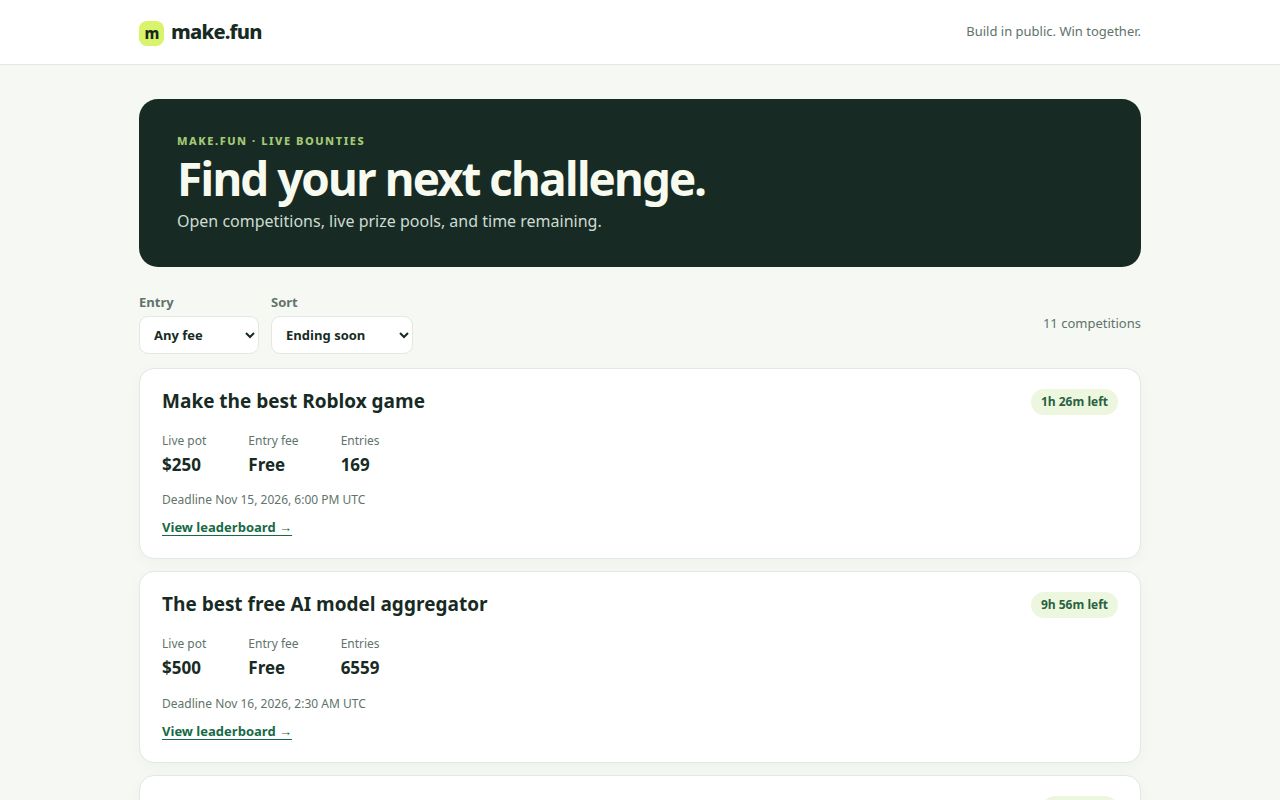 m make.fun
Build in public. Win together.
MAKE.FUN · LIVE BOUNTIES
Find your next challenge.
Open competitions, live prize pools, and time remaining.
Entry
Sort
Any fee
Ending soon
11 competitions
Make the best Roblox game
1h 26m left
Live pot
Entry fee
Entries
$250
Free
169
Deadline Nov 15, 2026, 6:00 PM UTC
View leaderboard →
The best free AI model aggregator
9h 56m left
Live pot
Entry fee
Entries
$500
Free
6559
Deadline Nov 16, 2026, 2:30 AM UTC
View leaderboard →